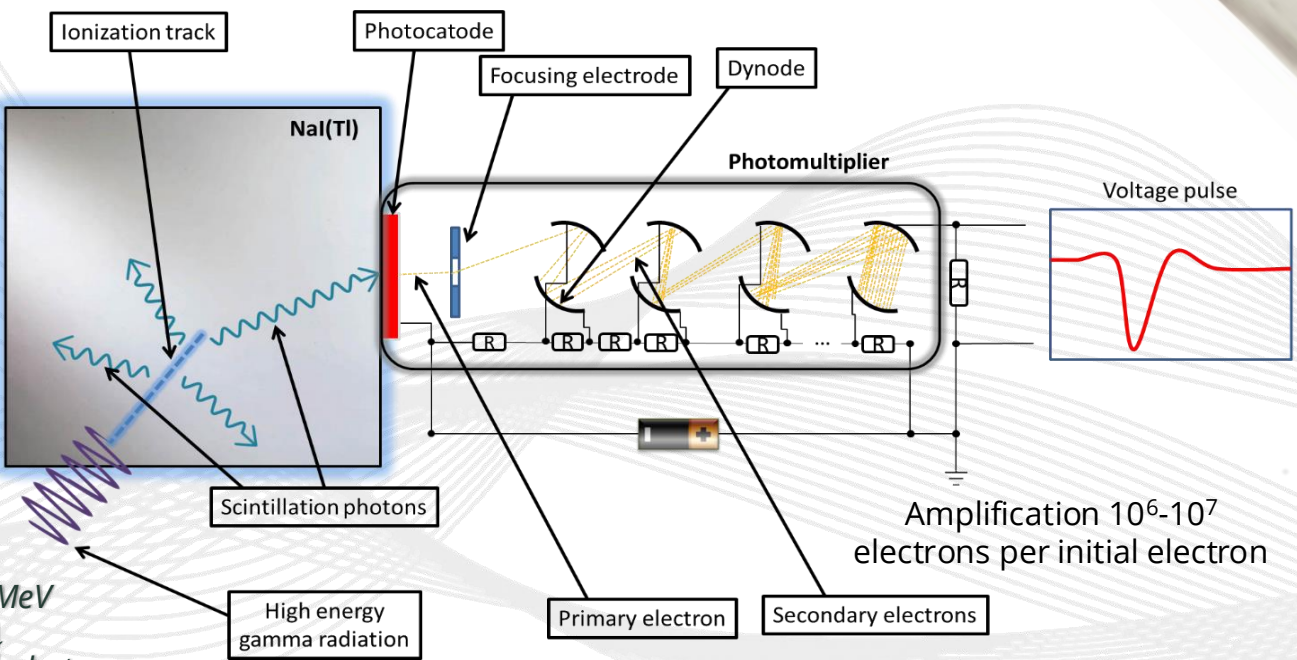 Ionization track
Photocatode
Focusing electrode
Dynode
NaI(Tl)
Photomultiplier
Voltage pulse
R
R
R
R
R
R
...
R
Scintillation photons
Amplification 10⁶-10⁷
electrons per initial electron
MeV
High energy
gamma radiation
Primary electron
Secondary electrons